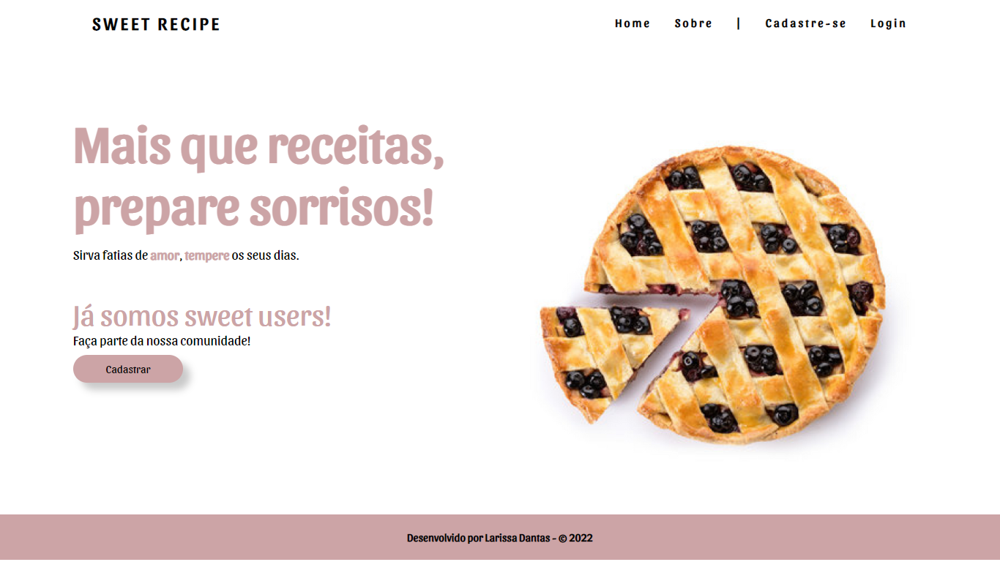 SWEET RECIPE
Home Sobre | Cadastre-se Login
Mais que receitas,
prepare sorrisos!
Sirva fatias de amor, tempere os seus dias.
Já somos sweet users!
Faça parte da nossa comunidade!
Cadastrar
Desenvolvido por Larissa Dantas - © 2022